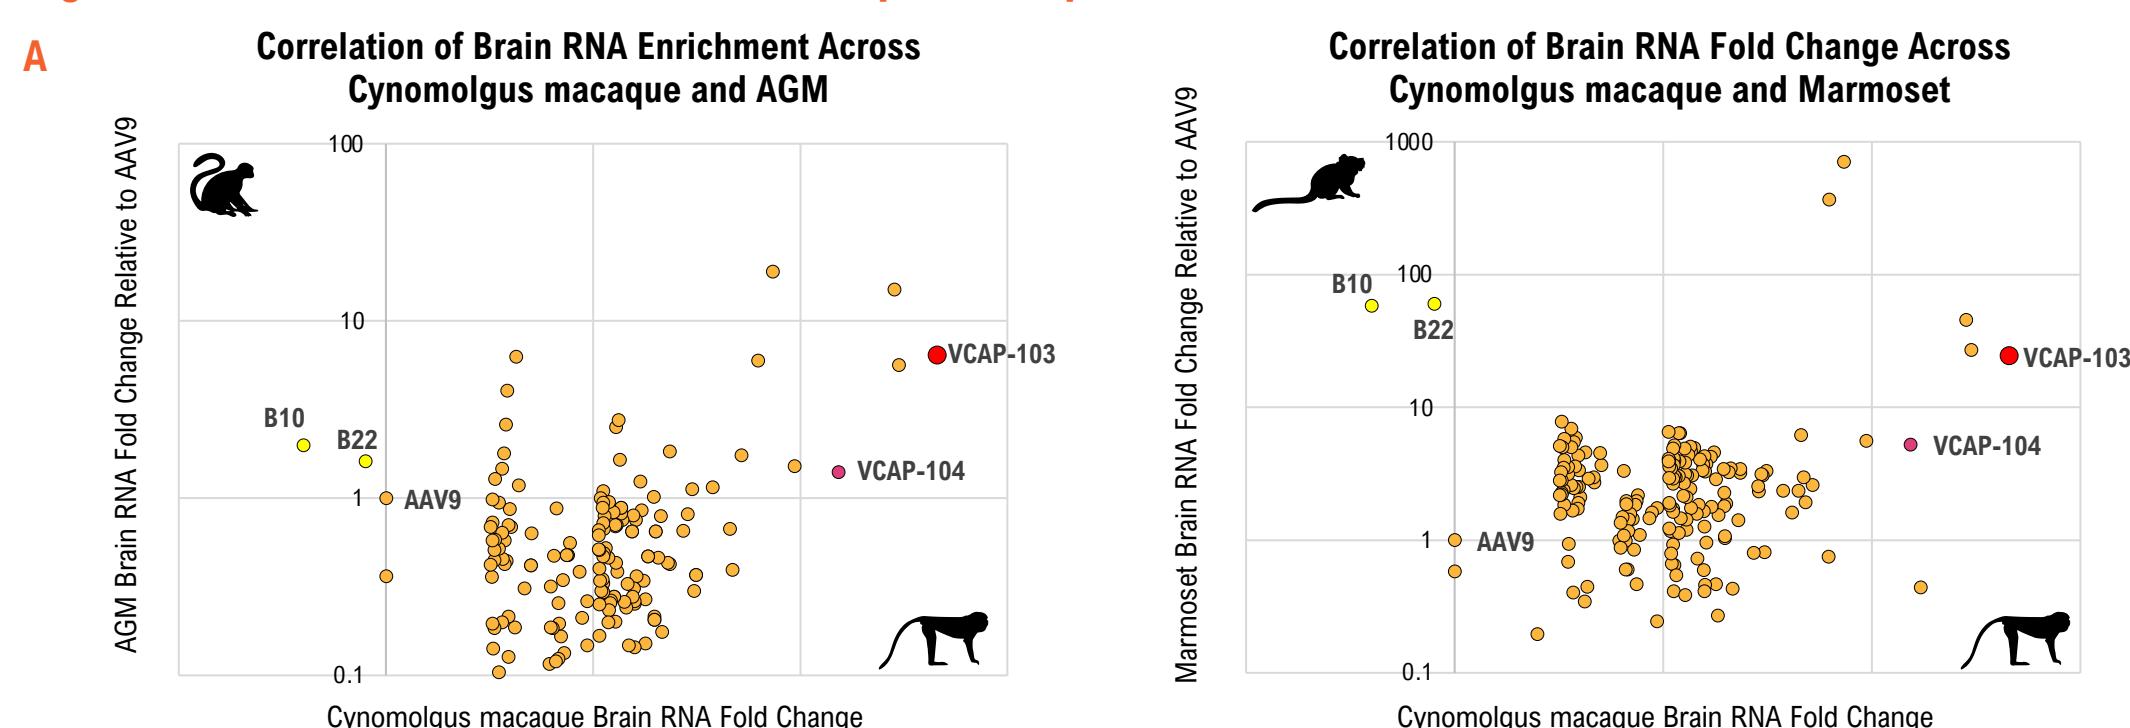 A
Correlation of Brain RNA Enrichment Across
Cynomolgus macaque and AGM
AGM Brain RNA Fold Change Relative to AAV9
100
10
1
0.1
B10
B22
AAV9
VCAP-103
VCAP-104
Cynomolgus macaque Brain RNA Fold Change
Correlation of Brain RNA Fold Change Across
Cynomolgus macaque and Marmoset
Marmoset Brain RNA Fold Change Relative to AAV9
1000
100
10
1
0.1
B10
B22
AAV9
VCAP-103
VCAP-104
Cynomolgus macaque Brain RNA Fold Change